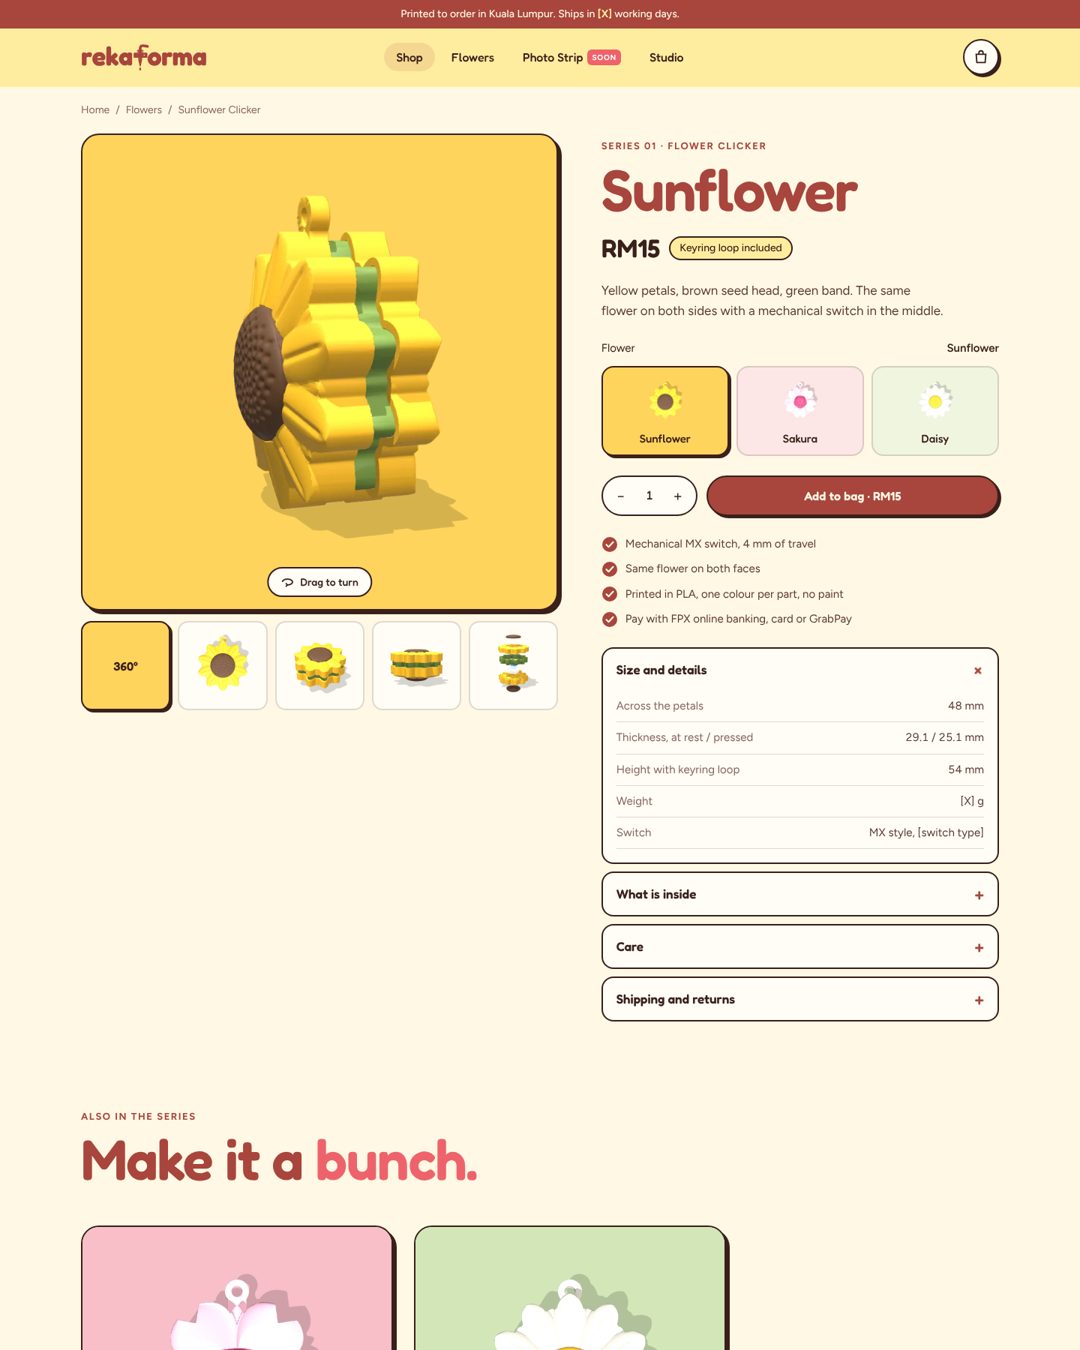 Printed to order in Kuala Lumpur. Ships in [X] working days.
rekaforma
Shop
Flowers
Photo Strip SOON
Studio
Home / Flowers / Sunflower Clicker
SERIES 01 · FLOWER CLICKER
Sunflower
RM15 Keyring loop included
Yellow petals, brown seed head, green band. The same
flower on both sides with a mechanical switch in the middle.
Flower Sunflower
Sunflower
Sakura
Daisy
− 1 +
Add to bag · RM15
Drag to turn
360°
Mechanical MX switch, 4 mm of travel
Same flower on both faces
Printed in PLA, one colour per part, no paint
Pay with FPX online banking, card or GrabPay
Size and details
Across the petals 48 mm
Thickness, at rest / pressed 29.1 / 25.1 mm
Height with keyring loop 54 mm
Weight [X] g
Switch MX style, [switch type]
What is inside +
Care +
Shipping and returns +
ALSO IN THE SERIES
Make it a bunch.